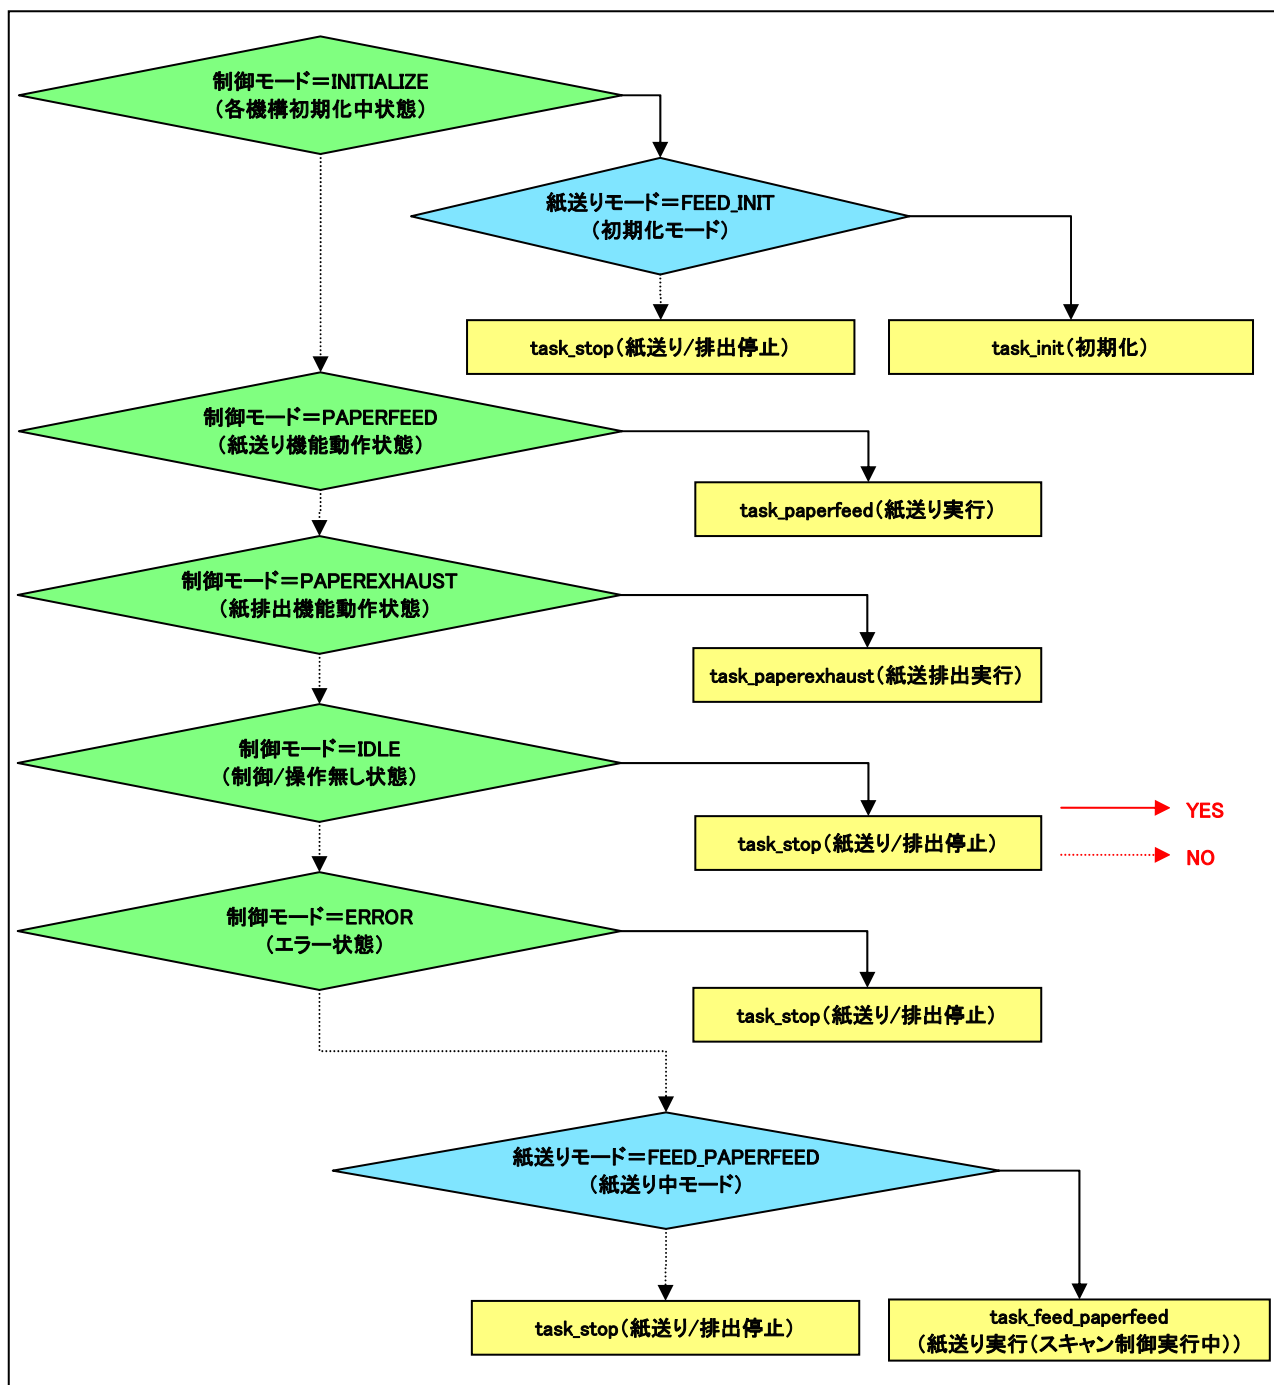 制御モード＝INITIALIZE
（各機構初期化中状態）
紙送りモード＝FEED_INIT
（初期化モード）
task_stop（紙送り/排出停止）
task_init（初期化）
制御モード＝PAPERFEED
（紙送り機能動作状態）
task_paperfeed（紙送り実行）
制御モード＝PAPEREXHAUST
（紙排出機能動作状態）
task_paperexhaust（紙送排出実行）
制御モード＝IDLE
（制御/操作無し状態）
task_stop（紙送り/排出停止）
YES
NO
制御モード＝ERROR
（エラー状態）
task_stop（紙送り/排出停止）
紙送りモード＝FEED_PAPERFEED
（紙送り中モード）
task_stop（紙送り/排出停止）
task_feed_paperfeed
（紙送り実行（スキャン制御実行中））